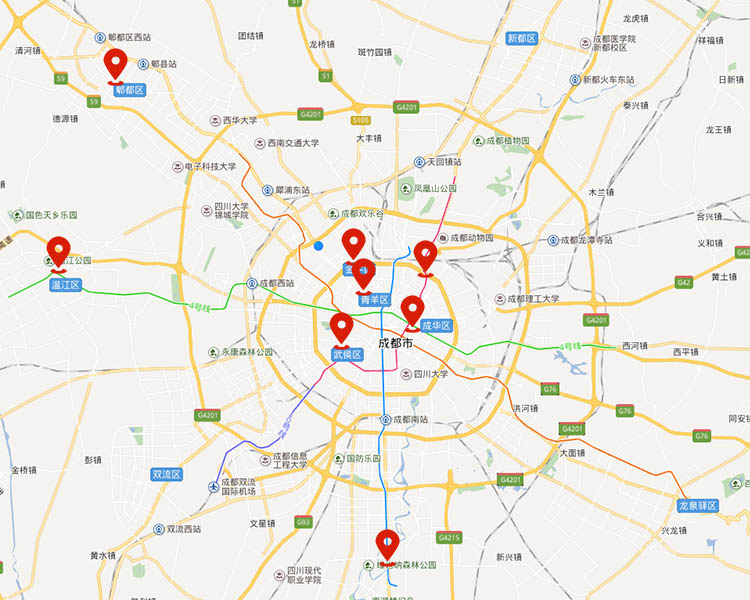 龙虎镇
S1
团结镇
郫都区西站
龙桥镇
新都区
成都医学院
新都校区
祥福镇
清河镇
斑竹园镇
郫县站
S9
S1
新都火车东站
日新镇
郫都区
S9
G4201
G4201
泰兴镇
德源镇
西华大学
S105
龙王镇
大丰镇
西南交通大学
成都植物园
电子科技大学
天回镇站
犀浦东站
凤凰山公园
木兰镇
四川大学
锦城学院
国色天乡乐园
成都欢乐谷
合兴镇
成都动物园
成都龙潭寺站
义和镇
江公园
G42
温江区
成都西站
G42
黄土镇
青羊区
成都理工大学
4号线
G4201
成华区
成都市
4号线
西河镇
西平镇
武侯区
永康森林公园
四川大学
G76
洪河镇
G76
G4201
成都南站
同安镇
G4201
G76
成都信息
工程大学
国防乐园
大面镇
彭镇
金桥镇
双流区
G4201
成都双流
国际机场
龙泉驿区
文星镇
G93
双流西站
G4215
兴龙镇
黄水镇
新兴镇
纳森林公园
四川现代
职业学院